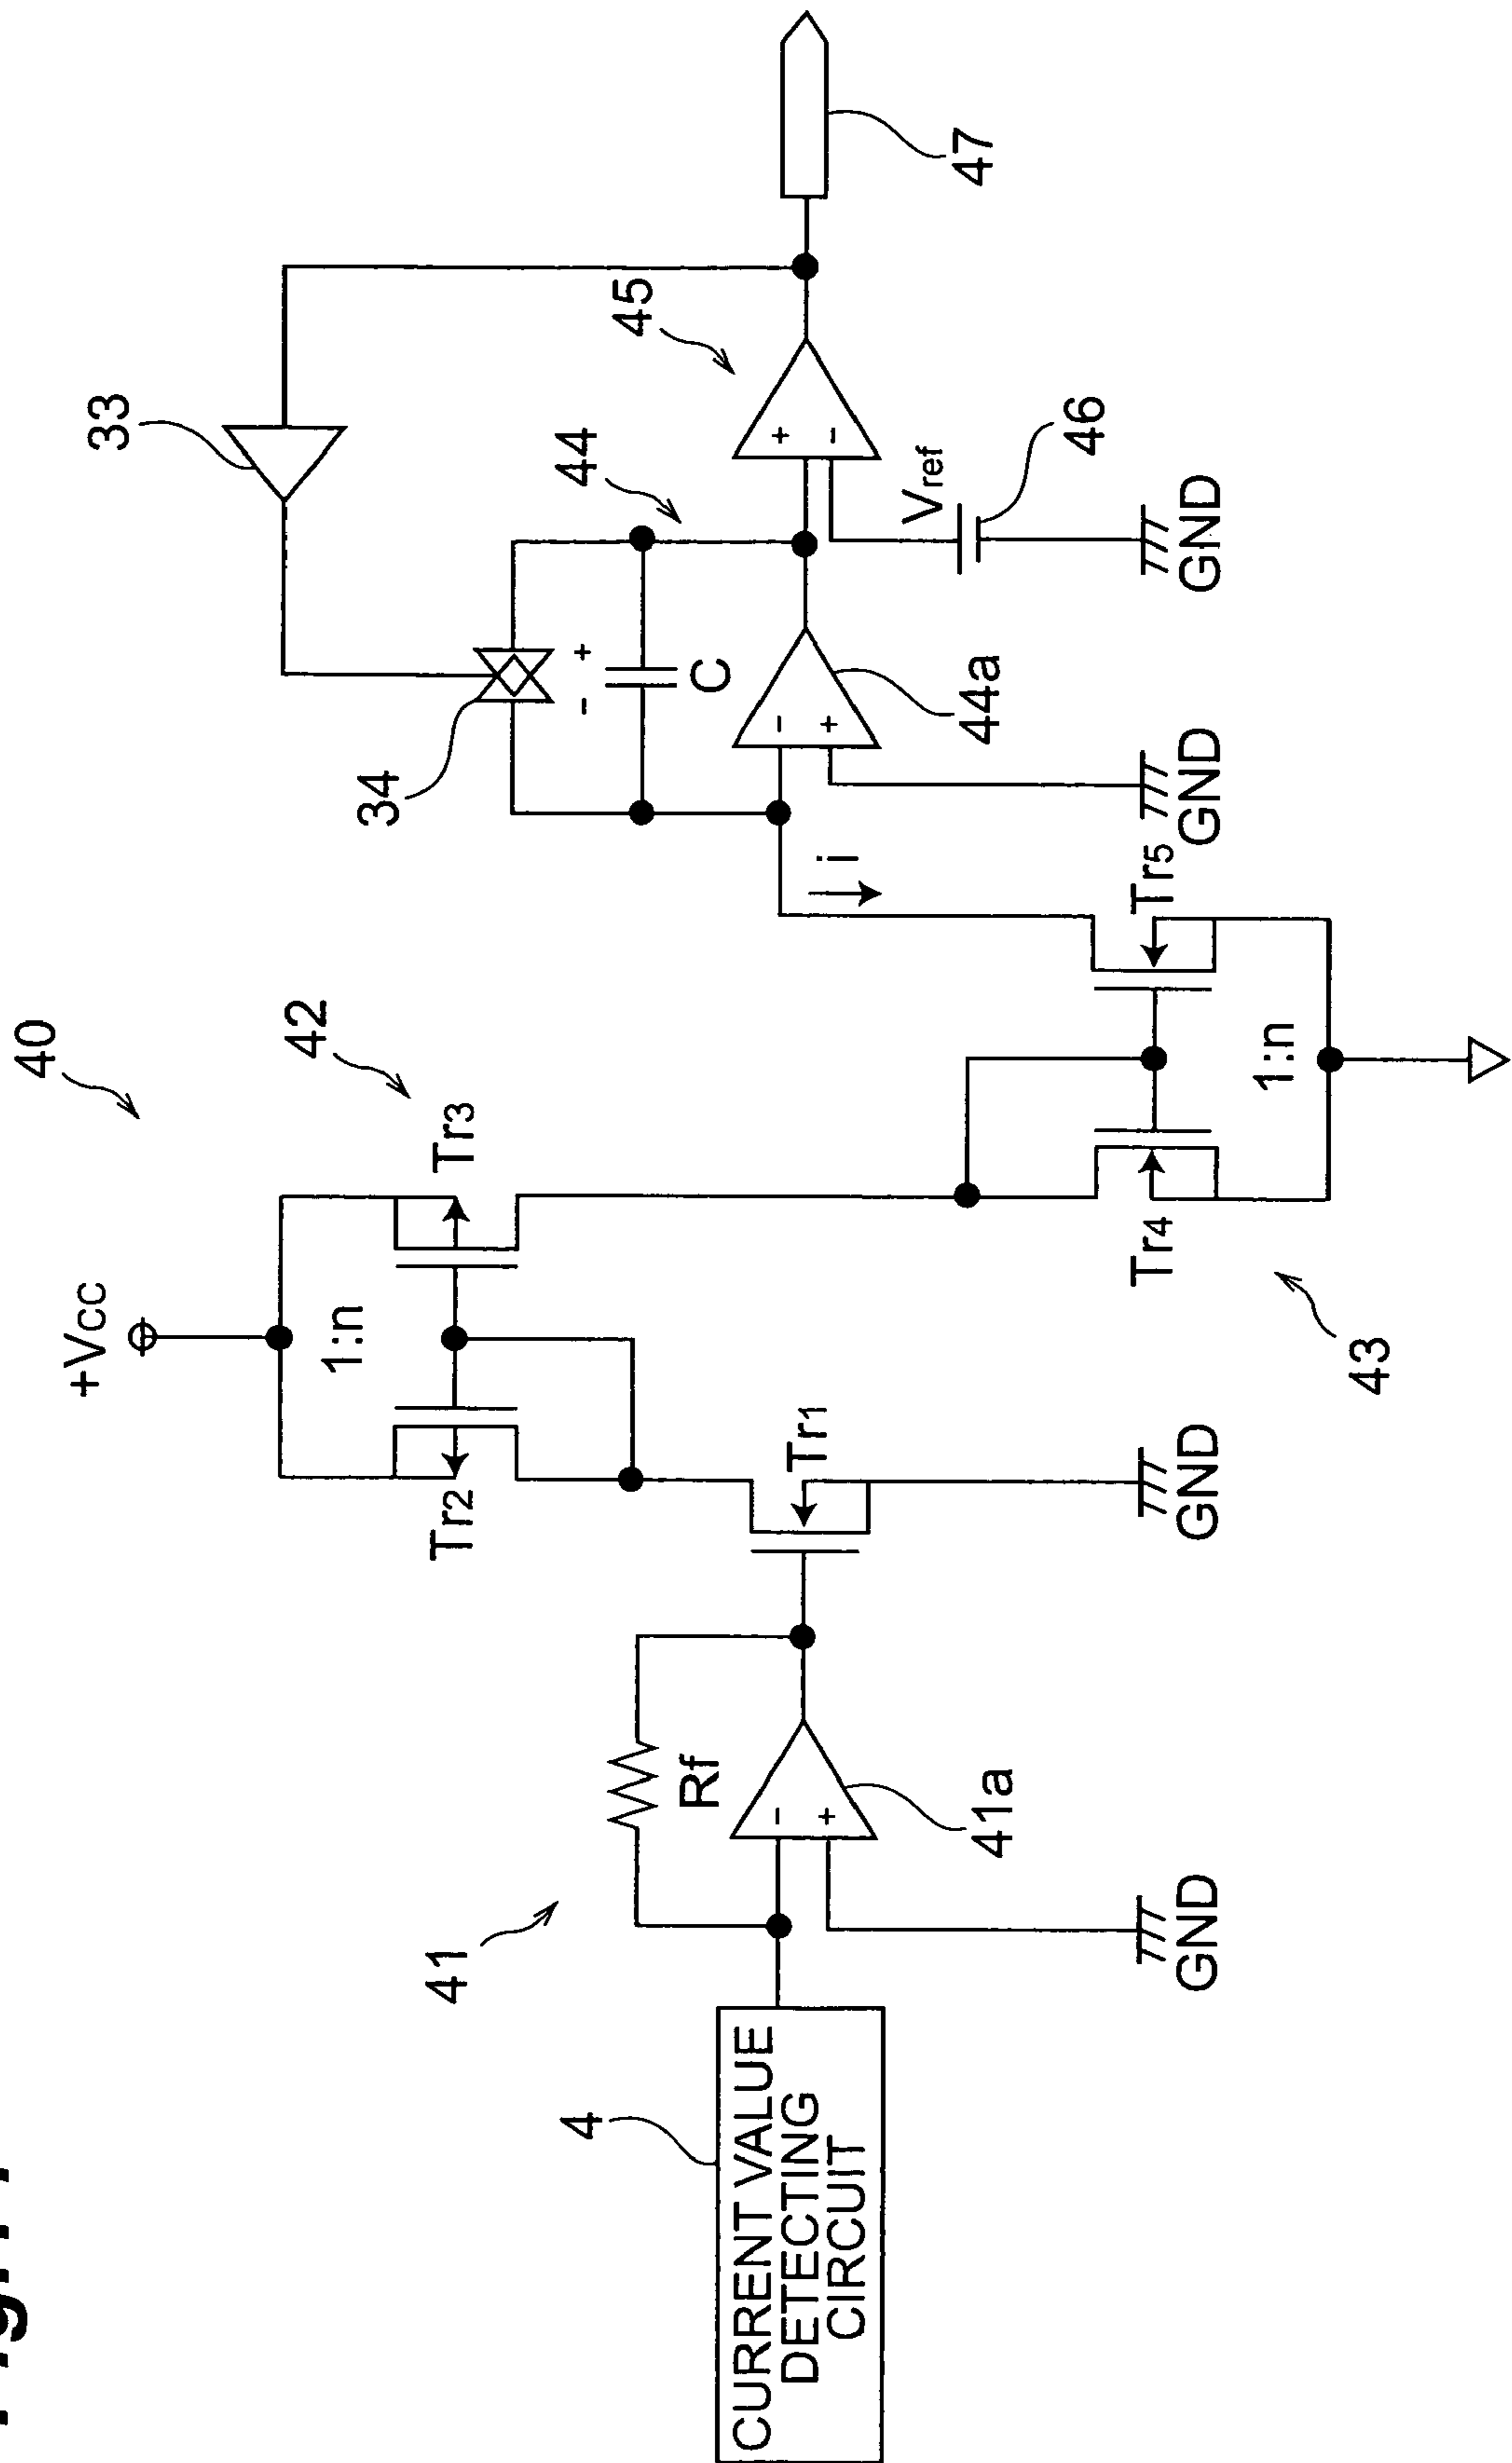 40
+Vcc
42
Tr2
1:n
Tr3
33
34
- +
C
44
45
41
Rf
4
CURRENT VALUE
DETECTING
CIRCUIT
-
+
41a
Tr1
i
-
+
44a
+
-
Vref
46
47
GND
GND
43
Tr4
1:n
Tr5
GND
GND